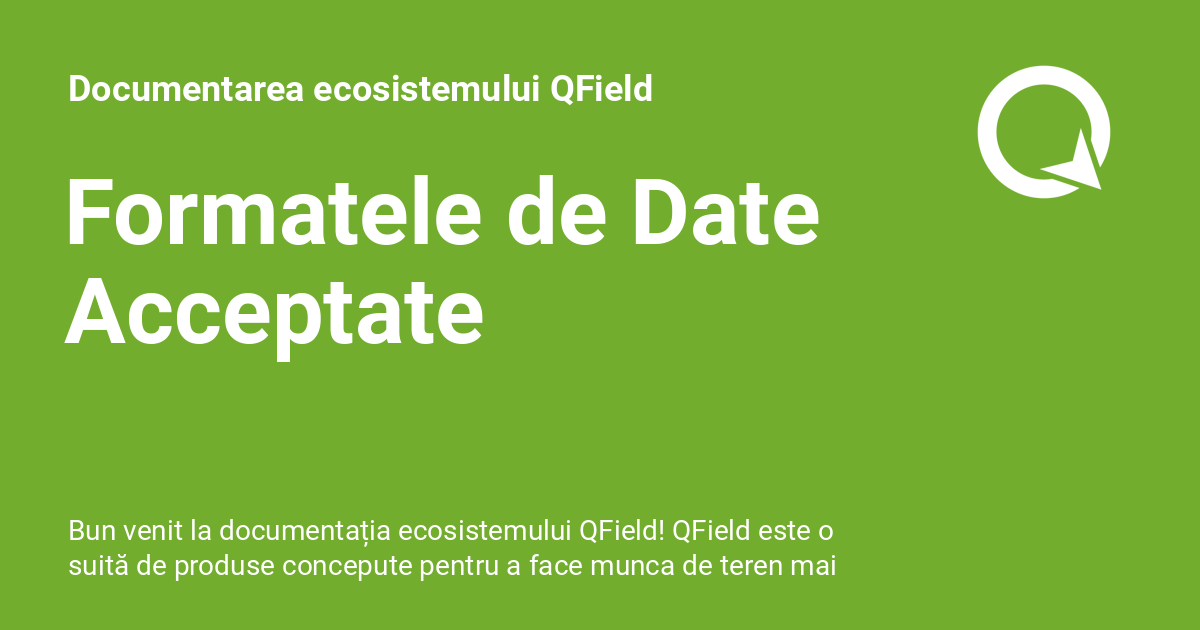 Documentarea ecosistemului QField
Formatele de Date
Acceptate
Bun venit la documentația ecosistemului QField! QField este o
suită de produse concepute pentru a face munca de teren mai